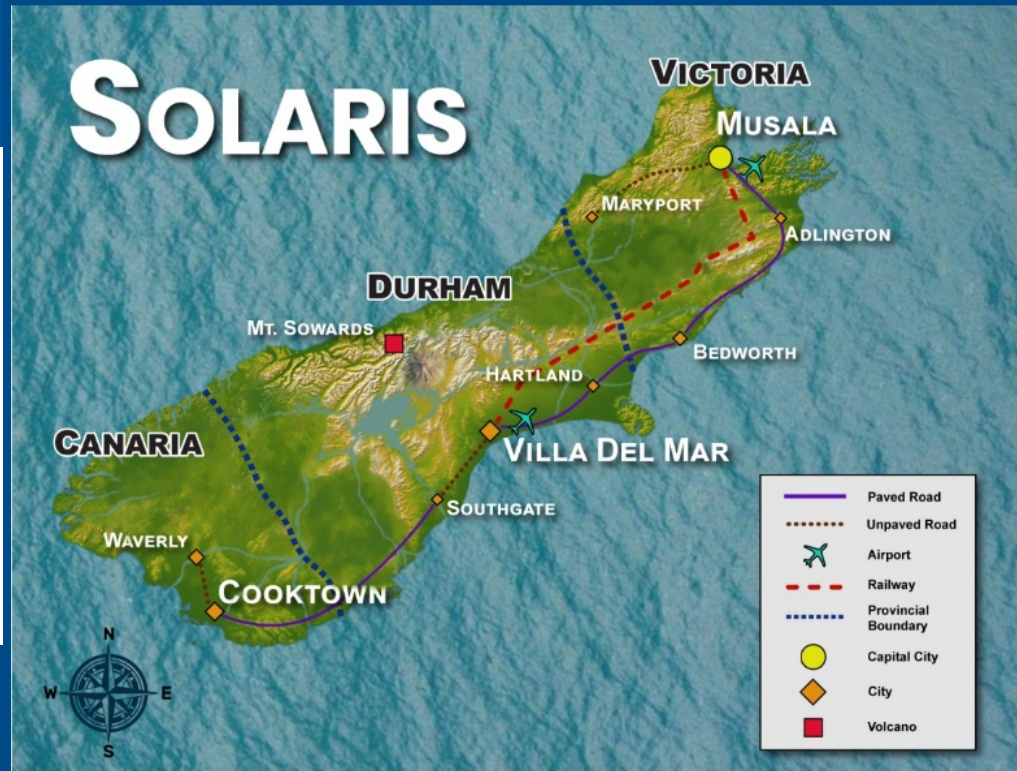 SOLARIS
VICTORIA
MUSALA
MARYPORT
ADLINGTON
DURHAM
MT. SOWARDS
BEDWORTH
HARTLAND
CANARIA
VILLA DEL MAR
SOUTHGATE
WAVERLY
COOKTOWN
N
W
E
S
Paved Road
Unpaved Road
Airport
Railway
Provincial
Boundary
Capital City
City
Volcano